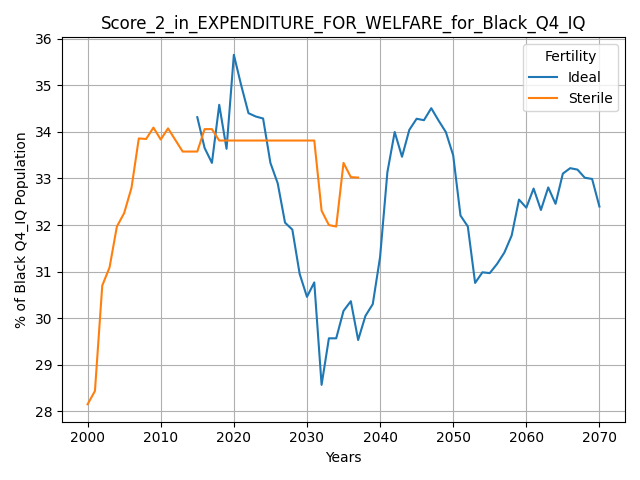 Score_2_in_EXPENDITURE_FOR_WELFARE_for_Black_Q4_IQ
Fertility
Ideal
Sterile
% of Black Q4_IQ Population
36
35
34
33
32
31
30
29
28
2000 2010 2020 2030 2040 2050 2060 2070
Years